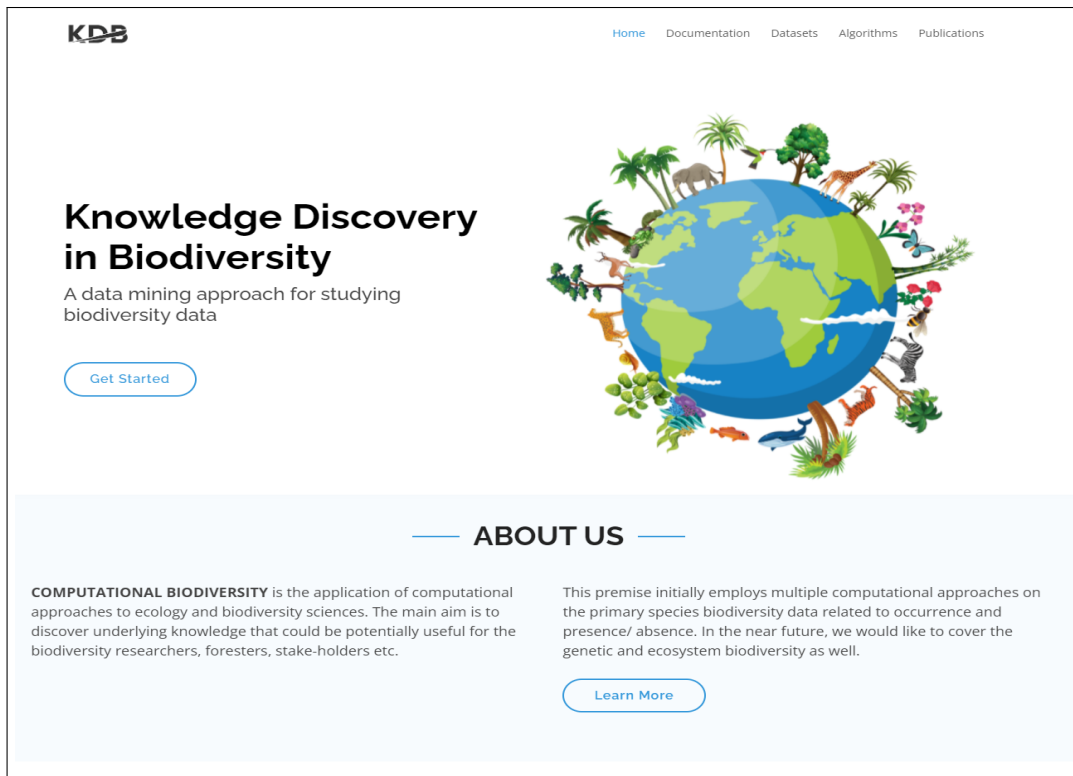 KDB
Home Documentation Datasets Algorithms Publications
Knowledge Discovery
in Biodiversity
A data mining approach for studying
biodiversity data
Get Started
ABOUT US
COMPUTATIONAL BIODIVERSITY is the application of computational
approaches to ecology and biodiversity sciences. The main aim is to
discover underlying knowledge that could be potentially useful for the
biodiversity researchers, foresters, stake-holders etc.
This premise initially employs multiple computational approaches on
the primary species biodiversity data related to occurrence and
presence/ absence. In the near future, we would like to cover the
genetic and ecosystem biodiversity as well.
Learn More